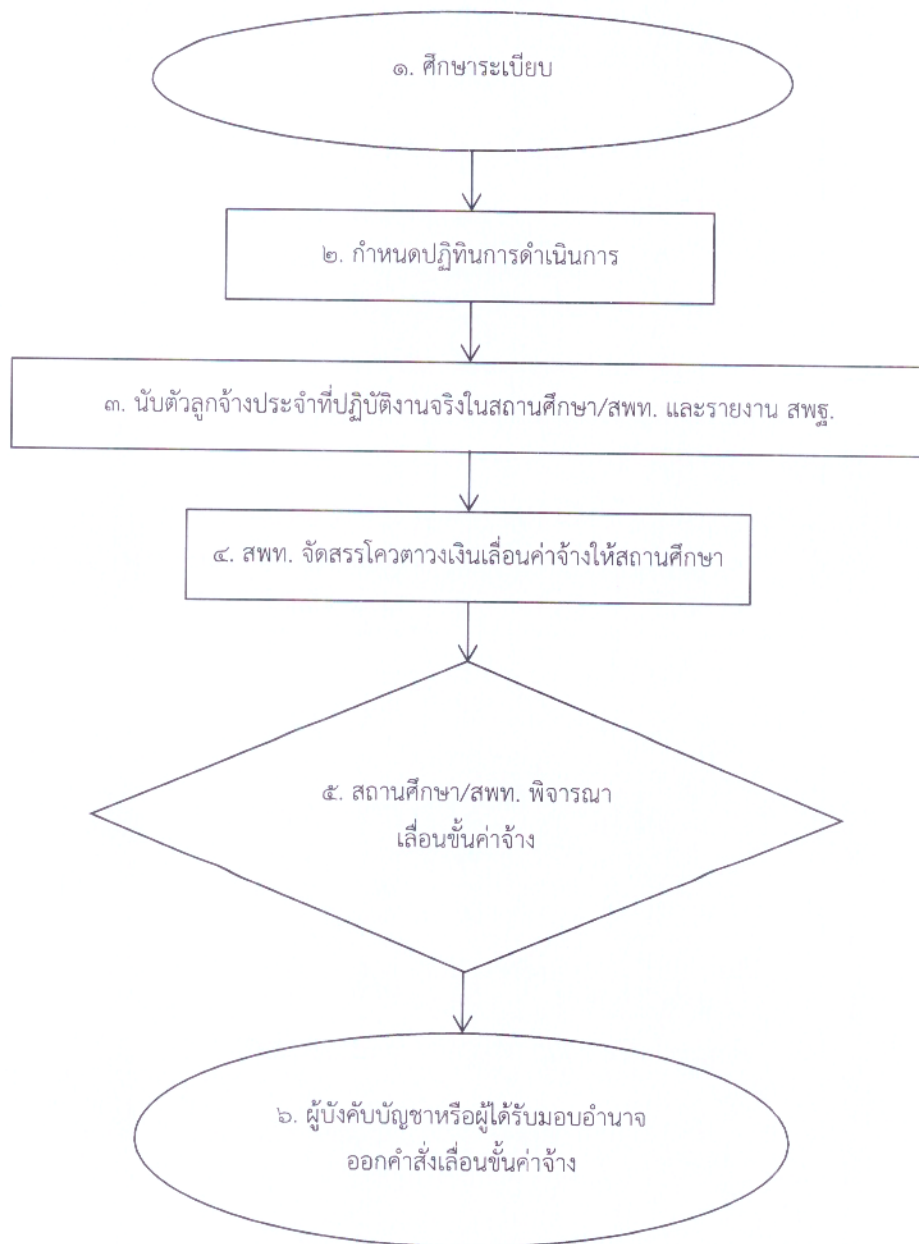 ๑. ศึกษาระเบียบ
๒. กำหนดปฏิทินการดำเนินการ
๓. นับตัวลูกจ้างประจำที่ปฏิบัติงานจริงในสถานศึกษา/สพท. และรายงาน สพฐ.
๔. สพท. จัดสรรโควตาวงเงินเลื่อนค่าจ้างให้สถานศึกษา
๕. สถานศึกษา/สพท. พิจารณา
เลื่อนขั้นค่าจ้าง
๖. ผู้บังคับบัญชาหรือผู้ได้รับมอบอำนาจ
ออกคำสั่งเลื่อนขั้นค่าจ้าง